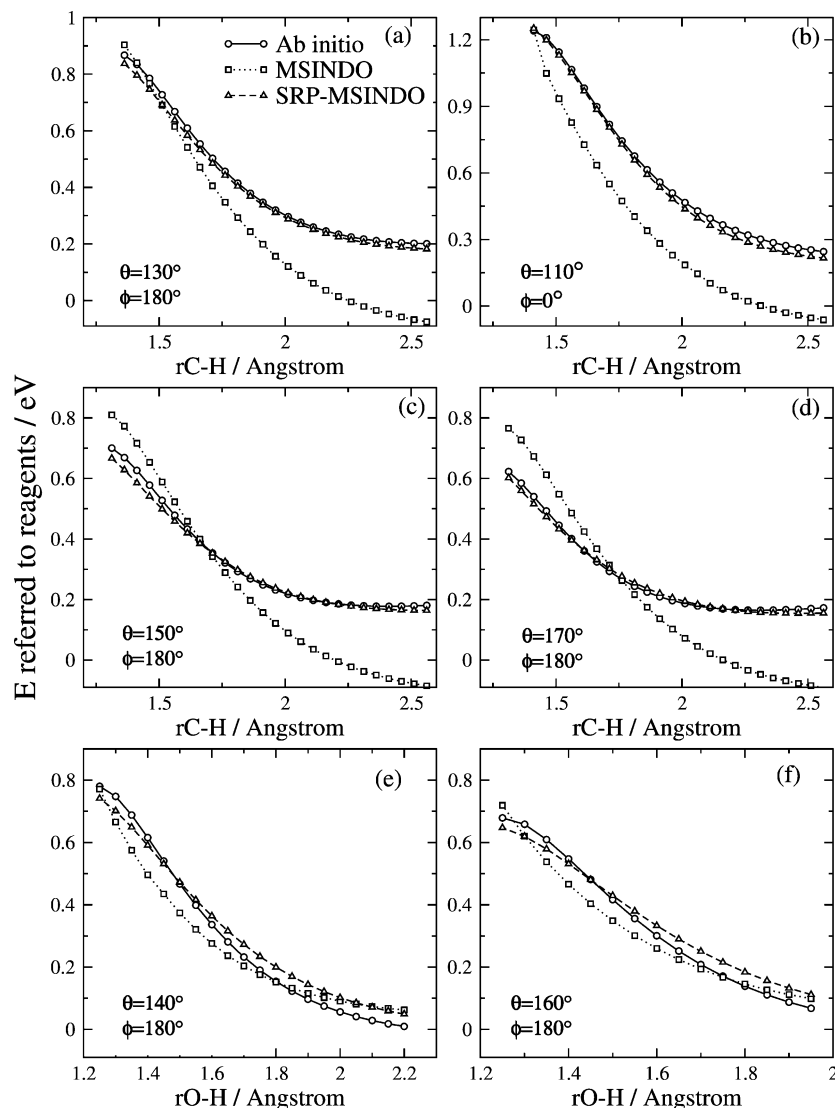 E referred to reagents / eV
1
0.8
0.6
0.4
0.2
0
(a)
Ab initio
MSINDO
SRP-MSINDO
θ=130°
ϕ=180°
1.5
2
2.5
rC-H / Angstrom
1.2
0.9
0.6
0.3
0
(b)
θ=110°
ϕ=0°
1.5
2
2.5
rC-H / Angstrom
0.8
0.6
0.4
0.2
0
(c)
θ=150°
ϕ=180°
1.5
2
2.5
rC-H / Angstrom
0.8
0.6
0.4
0.2
0
(d)
θ=170°
ϕ=180°
1.5
2
2.5
rC-H / Angstrom
0.8
0.6
0.4
0.2
0
(e)
θ=140°
ϕ=180°
1.2
1.4
1.6
1.8
2
2.2
rO-H / Angstrom
0.8
0.6
0.4
0.2
0
(f)
θ=160°
ϕ=180°
1.2
1.4
1.6
1.8
2
rO-H / Angstrom